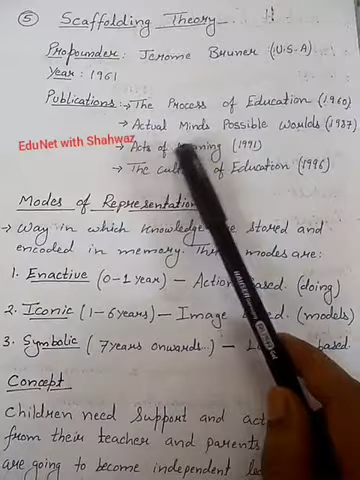 5 Scaffolding Theory
Propounder: Jerome Bruner (U.S.A)
Year: 1961
Publications: → The Process of Education (1960)
→ Actual Minds Possible Worlds (1987)
EduNet with Shahwaz
→ Acts of (1991)
→ The of Education (1996)
Modes of Representation
→ Way in which knowledge are stored and
encoded in memory. modes are:
1. Enactive (0-1 year) – (doing)
2. Iconic (1-6 years) – Image (models)
3. Symbolic (7 years onwards..) – based.
Concept
Children need support and
from their teacher and parents
are going to become independent